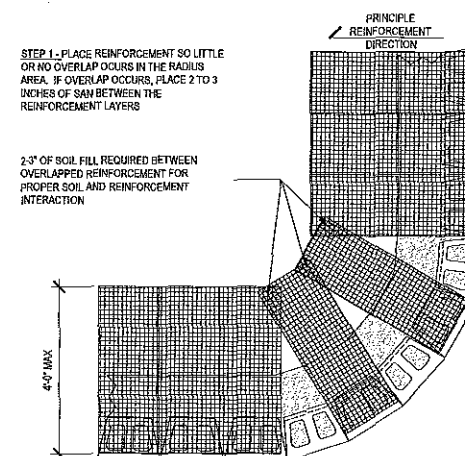 PRINCIPLE
REINFORCEMENT
DIRECTION
STEP 1 - PLACE REINFORCEMENT SO LITTLE
OR NO OVERLAP OCURS IN THE RADIUS
AREA. IF OVERLAP OCCURS, PLACE 2 TO 3
INCHES OF SAN BETWEEN THE
REINFORCEMENT LAYERS
2-3" OF SOIL FILL REQUIRED BETWEEN
OVERLAPPED REINFORCEMENT FOR
PROPER SOIL AND REINFORCEMENT
INTERACTION
4'-0" MAX